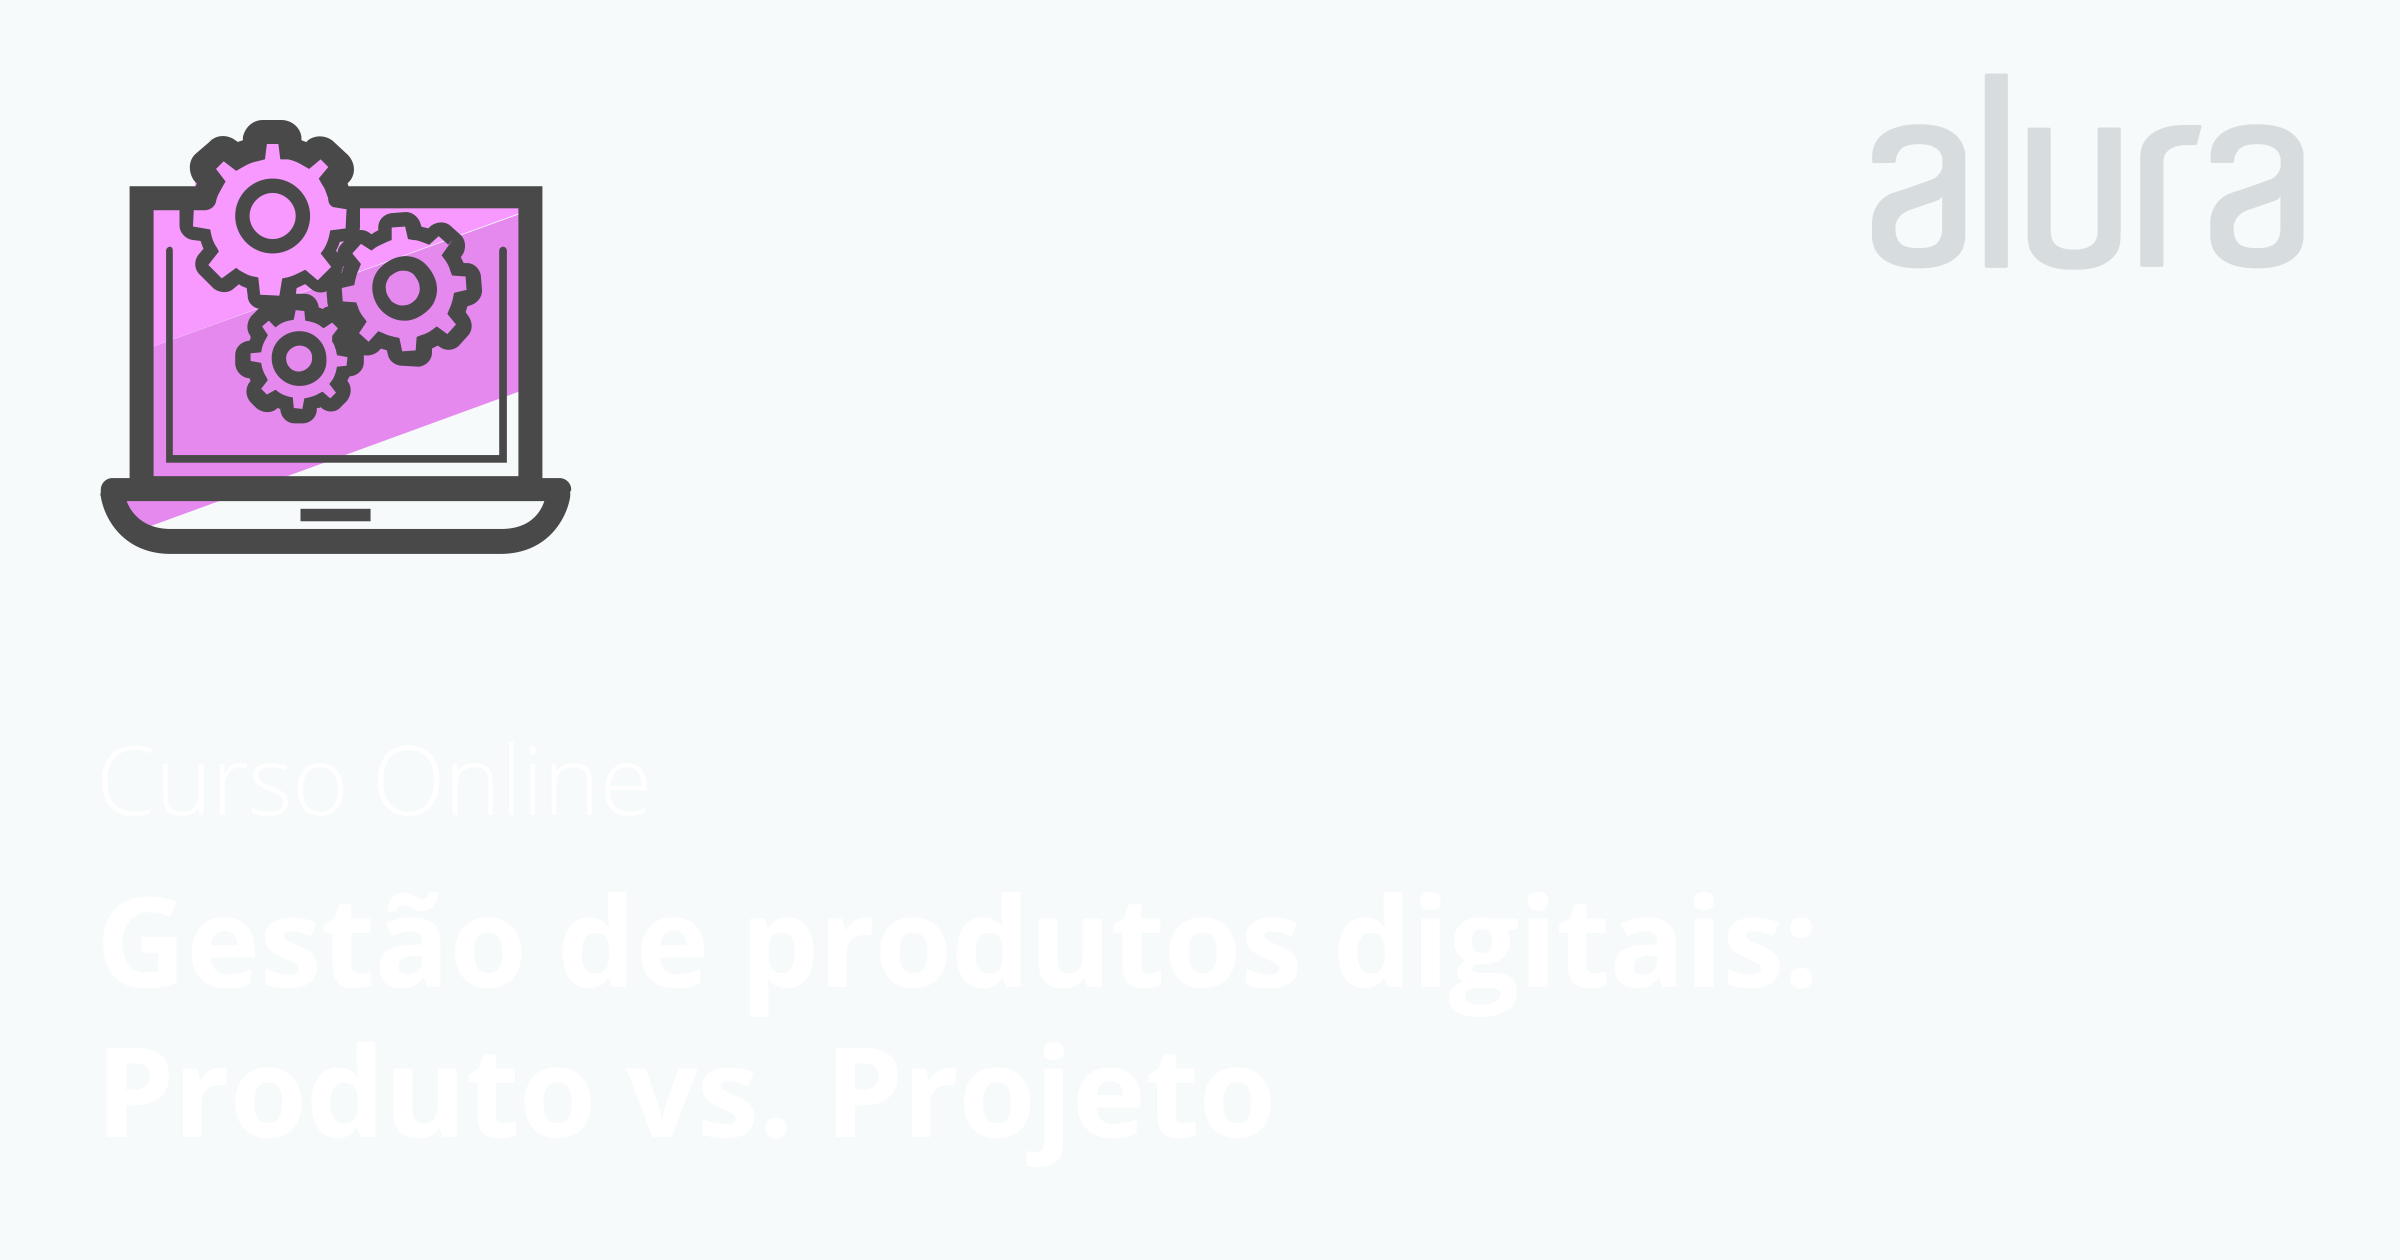 alura
Curso Online
Gestão de produtos digitais:
Produto vs. Projeto